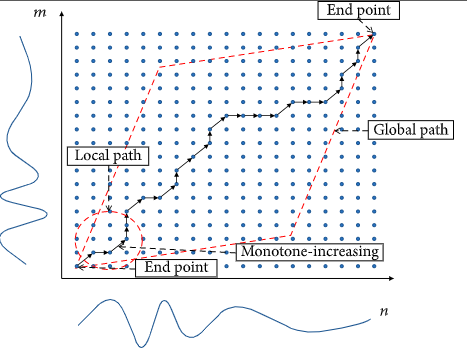 End point
m
Global path
Local path
Monotone-increasing
End point
n